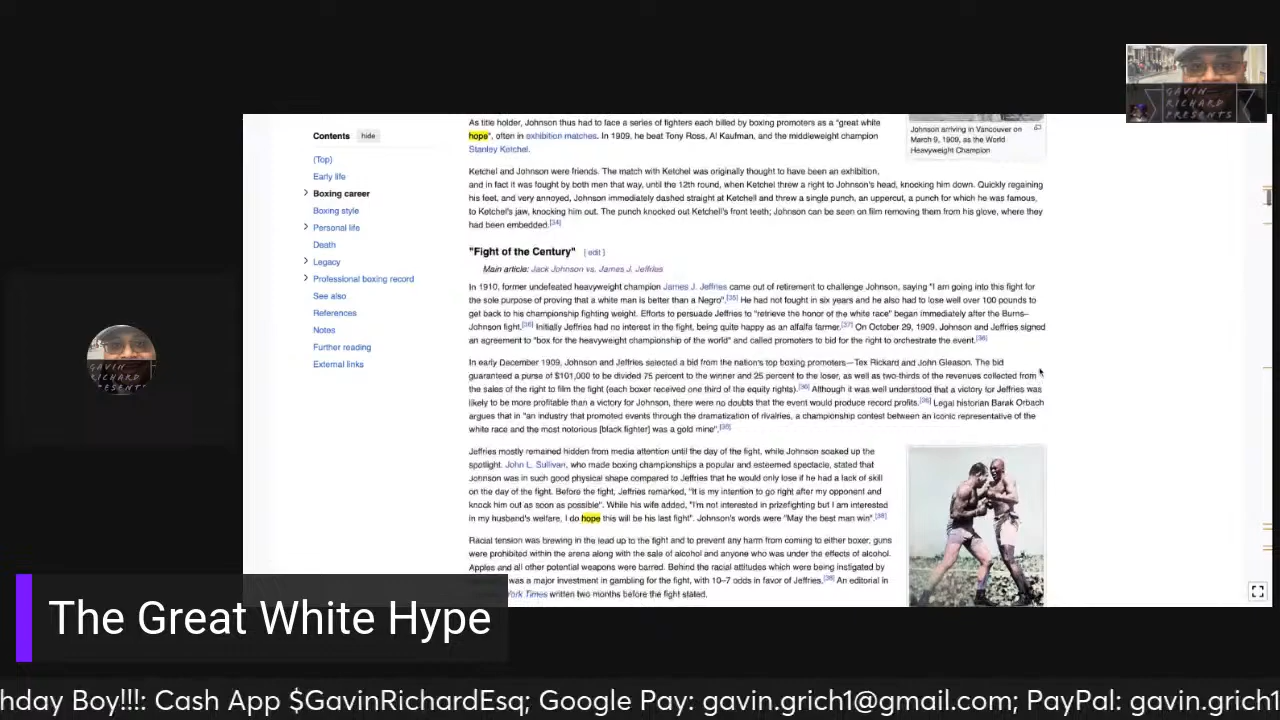 GAVIN
RICHARD
PRESENTS
Contents hide
(Top)
Early life
Boxing career
Boxing style
Personal life
Death
Legacy
Professional boxing record
See also
References
Notes
Further reading
External links
As title holder, Johnson thus had to face a series of fighters each billed by boxing promoters as a "great white
hope", often in exhibition matches. In 1909, he beat Tony Ross, Al Kaufman, and the middleweight champion
Stanley Ketchel.
Johnson arriving in Vancouver on
March 9, 1909, as the World
Heavyweight Champion
Ketchel and Johnson were friends. The match with Ketchel was originally thought to have been an exhibition,
and in fact it was fought by both men that way, until the 12th round, when Ketchel threw a right to Johnson's head, knocking him down. Quickly regaining
his feet, and very annoyed, Johnson immediately dashed straight at Ketchell and threw a single punch, an uppercut, a punch for which he was famous,
to Ketchel's jaw, knocking him out. The punch knocked out Ketchell's front teeth; Johnson can be seen on film removing them from his glove, where they
had been embedded.[34]
"Fight of the Century" [ edit ]
Main article: Jack Johnson vs. James J. Jeffries
In 1910, former undefeated heavyweight champion James J. Jeffries came out of retirement to challenge Johnson, saying "I am going into this fight for
the sole purpose of proving that a white man is better than a Negro".[35] He had not fought in six years and he also had to lose well over 100 pounds to
get back to his championship fighting weight. Efforts to persuade Jeffries to "retrieve the honor of the white race" began immediately after the Burns–
Johnson fight.[36] Initially Jeffries had no interest in the fight, being quite happy as an alfalfa farmer.[37] On October 29, 1909, Johnson and Jeffries signed
an agreement to "box for the heavyweight championship of the world" and called promoters to bid for the right to orchestrate the event.[36]
In early December 1909, Johnson and Jeffries selected a bid from the nation's top boxing promoters—Tex Rickard and John Gleason. The bid
guaranteed a purse of $101,000 to be divided 75 percent to the winner and 25 percent to the loser, as well as two-thirds of the revenues collected from
the sales of the right to film the fight (each boxer received one third of the equity rights).[36] Although it was well understood that a victory for Jeffries was
likely to be more profitable than a victory for Johnson, there were no doubts that the event would produce record profits.[35] Legal historian Barak Orbach
argues that in "an industry that promoted events through the dramatization of rivalries, a championship contest between an iconic representative of the
white race and the most notorious [black fighter] was a gold mine".[35]
Jeffries mostly remained hidden from media attention until the day of the fight, while Johnson soaked up the
spotlight. John L. Sullivan, who made boxing championships a popular and esteemed spectacle, stated that
Johnson was in such good physical shape compared to Jeffries that he would only lose if he had a lack of skill
on the day of the fight. Before the fight, Jeffries remarked, "It is my intention to go right after my opponent and
knock him out as soon as possible". While his wife added, "I'm not interested in prizefighting but I am interested
in my husband's welfare, I do hope this will be his last fight". Johnson's words were "May the best man win".[38]
Racial tension was brewing in the lead up to the fight and to prevent any harm from coming to either boxer, guns
were prohibited within the arena along with the sale of alcohol and anyone who was under the effects of alcohol.
Apples and all other potential weapons were barred. Behind the racial attitudes which were being instigated by
was a major investment in gambling for the fight, with 10–7 odds in favor of Jeffries.[38] An editorial in
York Times written two months before the fight stated.
GAVIN
RICHARD
PRESENTS
The Great White Hype
hday Boy!!!: Cash App $GavinRichardEsq; Google Pay: gavin.grich1@gmail.com; PayPal: gavin.grich1